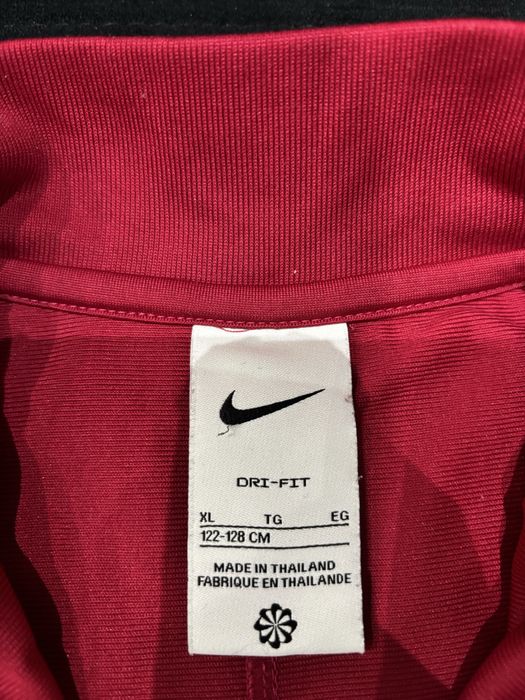 DRI-FIT
XL TG EG
122-128 CM
MADE IN THAILAND
FABRIQUE EN THAILANDE